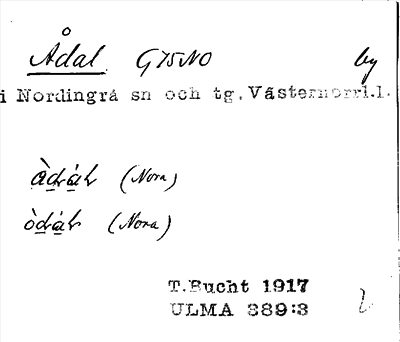 Ådal G75NO by
i Nordingrå sn och tg. Västernorrl.l.
(Nora)
(Nora)
T.Bucht 1917
ULMA 389:3